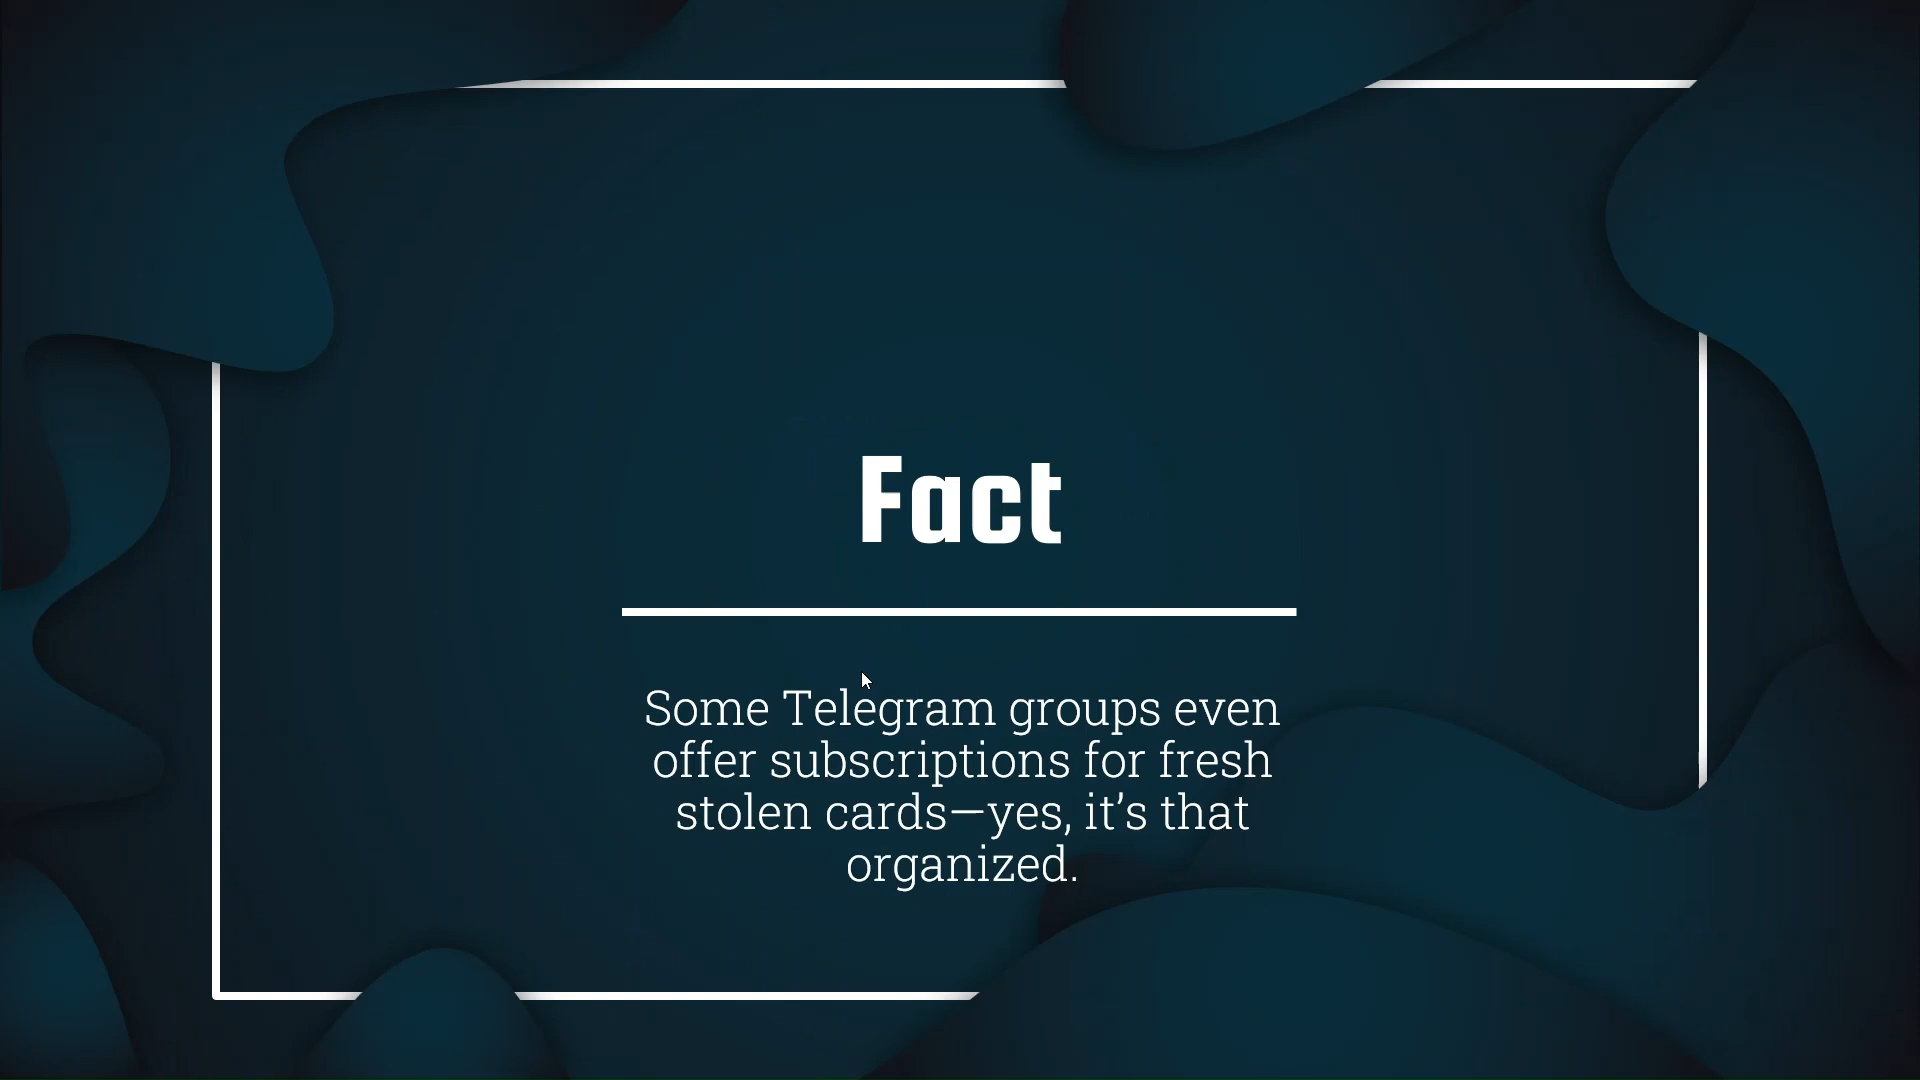 Fact
Some Telegram groups even
offer subscriptions for fresh
stolen cards—yes, it’s that
organized.